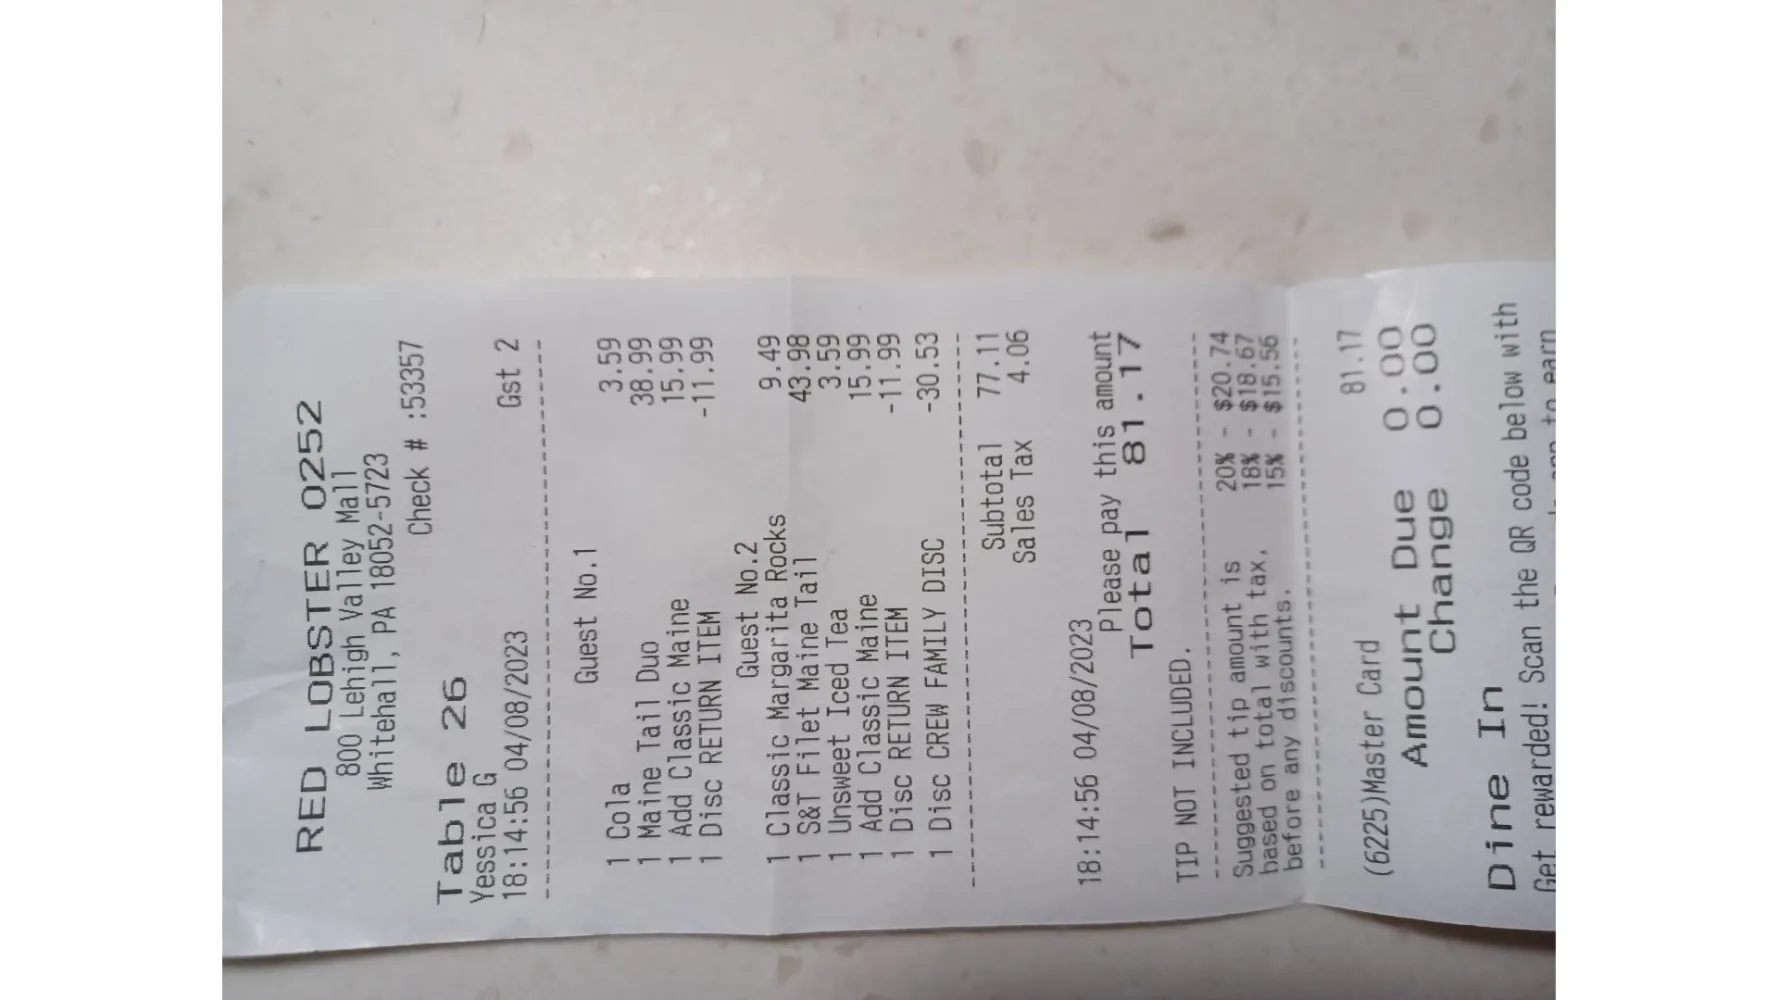 RED LOBSTER 0252
800 Lehigh Valley Mall
Whitehall, PA 18052-5723
Check # :53357
Table 26
Yessica G
18:14:56 04/08/2023 Gst 2
Guest No.1
1 Cola 3.59
1 Maine Tail Duo 38.99
1 Add Classic Maine 15.99
1 Disc RETURN ITEM -11.99
Guest No.2
1 Classic Margarita Rocks 9.49
1 S&T Filet Maine Tail 43.98
1 Unsweet Iced Tea 3.59
1 Add Classic Maine 15.99
1 Disc RETURN ITEM -11.99
1 Disc CREW FAMILY DISC -30.53
Subtotal 77.11
Sales Tax 4.06
18:14:56 04/08/2023
Please pay this amount
Total 81.17
TIP NOT INCLUDED.
Suggested tip amount is 20% - $20.74
based on total with tax, 18% - $18.67
before any discounts. 15% - $15.56
(6225)Master Card 81.17
Amount Due 0.00
Change 0.00
Dine In
Get rewarded! Scan the QR code below with
app to earn